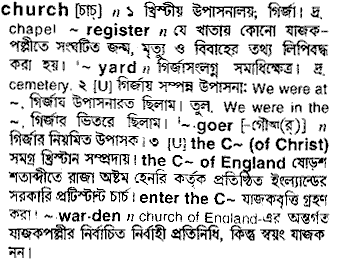 church [চাচ্] n ১ খ্রিস্টীয় উপাসনালয়; গির্জা। দ্র.
chapel ~ register n যে খাতায় কোনো যাজক-
পল্লীতে সংঘটিত জন্ম, মৃত্যু ও বিবাহের তথ্য লিপিবদ্ধ
করা হয়। ~ yard n গির্জাসংলগ্ন সমাধিক্ষেত্র। দ্র.
cemetery. ২ [U] গির্জায় সম্পন্ন উপাসনা: We were at
~, গির্জায় উপাসনারত ছিলাম। তুল. We were in the
~, গির্জার ভিতরে ছিলাম। ~·goer [-গৌআ(র্)] n
গির্জার নিয়মিত উপাসক। ৩ [U] the C~ (of Christ)
সমগ্র খ্রিস্টান সম্প্রদায়। the C~ of England ষোড়শ
শতাব্দীতে রাজা অষ্টম হেনরি কর্তৃক প্রতিষ্ঠিত ইংল্যান্ডের
সরকারি প্রটিস্টান্ট চার্চ। enter the C~ যাজকবৃত্তি গ্রহণ
করা। ~·war·den n church of England-এর অন্তর্গত
যাজকপল্লীর নির্বাচিত নির্বাহী প্রতিনিধি, কিন্তু স্বয়ং যাজক
নন।